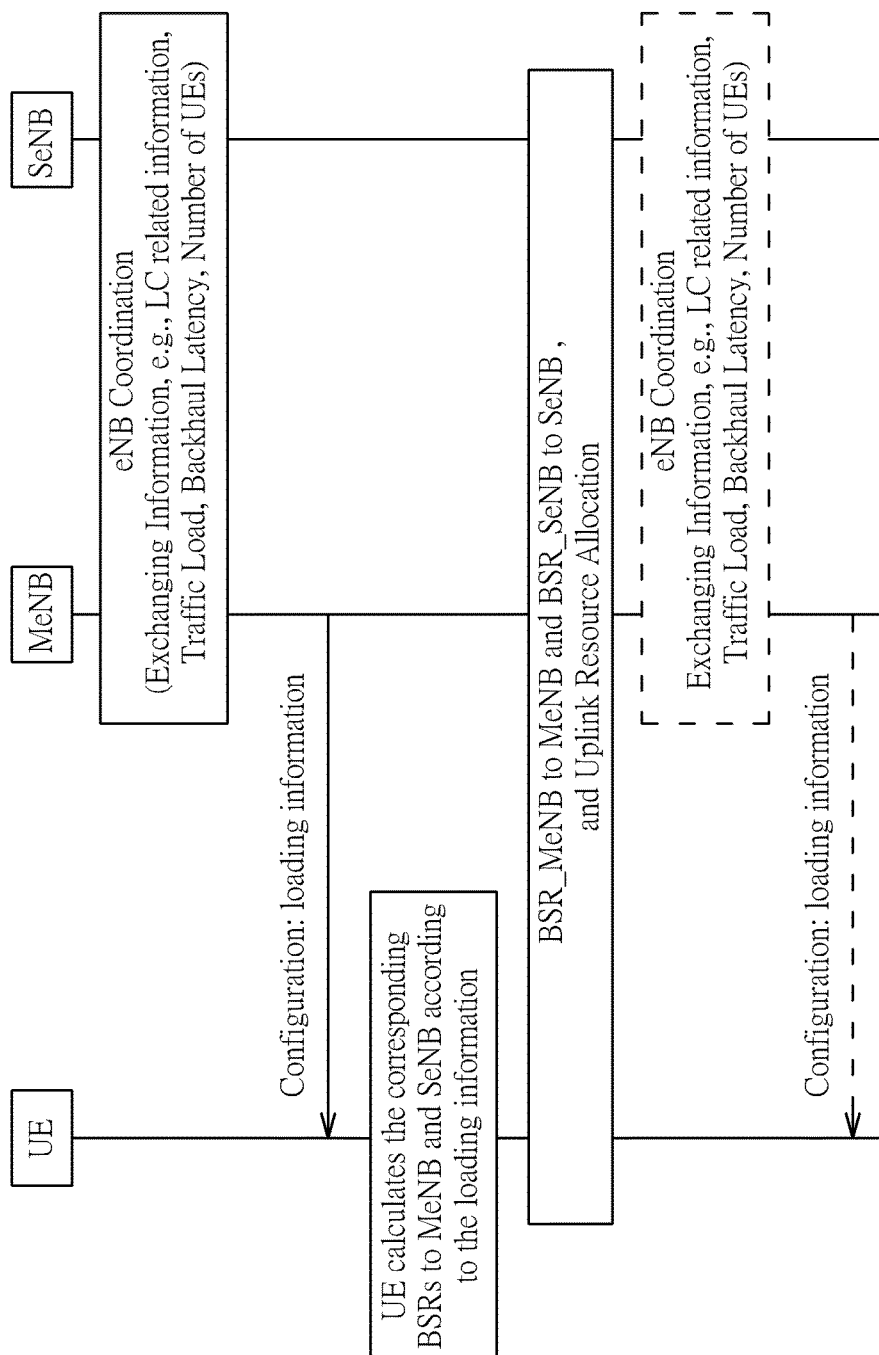 UE
MeNB
SeNB
eNB Coordination
(Exchanging Information, e.g., LC related information,
Traffic Load, Backhaul Latency, Number of UEs)
Configuration: loading information
UE calculates the corresponding
BSRs to MeNB and SeNB according
to the loading information
BSR_MeNB to MeNB and BSR_SeNB to SeNB ,
and Uplink Resource Allocation
eNB Coordination
Exchanging Information, e.g., LC related information,
Traffic Load, Backhaul Latency, Number of UEs)
Configuration: loading information